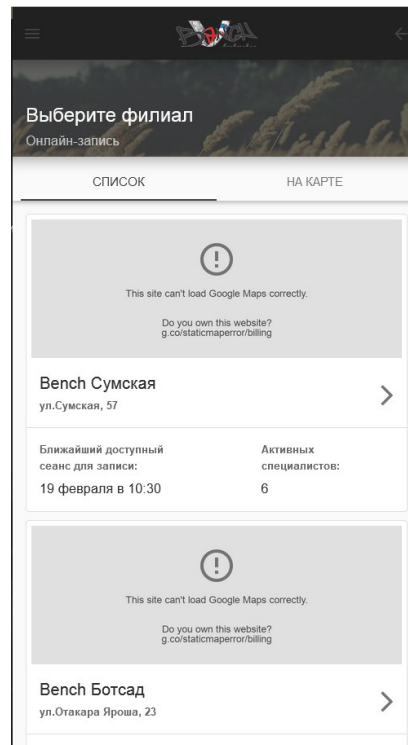 Выберите филиал
Онлайн-запись
СПИСОК
НА КАРТЕ
This site can't load Google Maps correctly.
Do you own this website?
g.co/staticmaperror/billing
Bench Сумская
ул.Сумская, 57
Ближайший доступный
сеанс для записи:
19 февраля в 10:30
Активных
специалистов:
6
This site can't load Google Maps correctly.
Do you own this website?
g.co/staticmaperror/billing
Bench Ботсад
ул.Отакара Яроша, 23